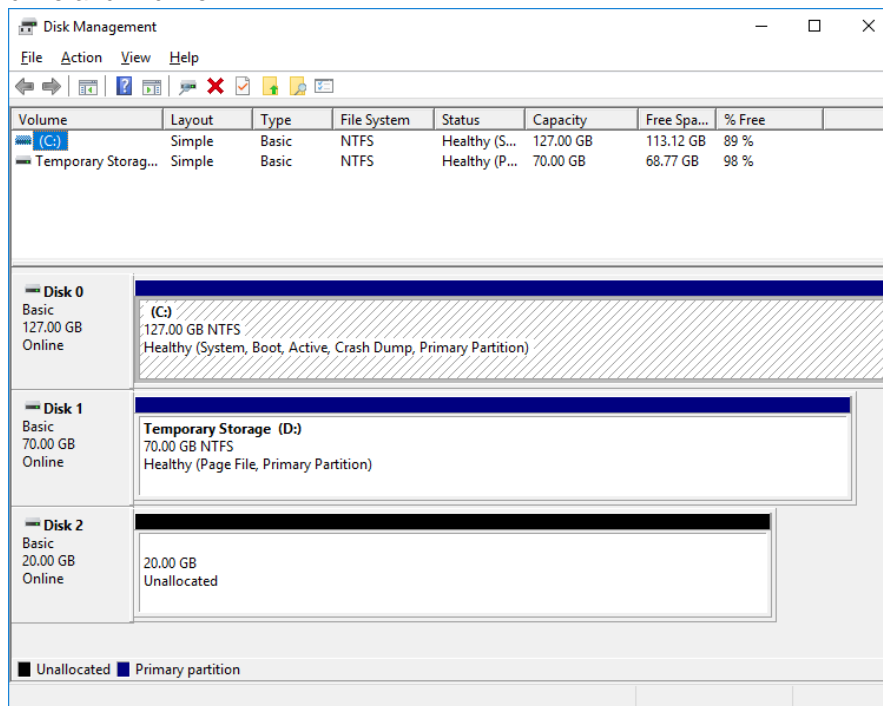 Disk Management
File Action View Help
Volume Layout Type File System Status Capacity Free Spa... % Free
(C:) Simple Basic NTFS Healthy (S... 127.00 GB 113.12 GB 89 %
Temporary Storag... Simple Basic NTFS Healthy (P... 70.00 GB 68.77 GB 98 %
Disk 0
Basic
127.00 GB
Online
(C:)
127.00 GB NTFS
Healthy (System, Boot, Active, Crash Dump, Primary Partition)
Disk 1
Basic
70.00 GB
Online
Temporary Storage (D:)
70.00 GB NTFS
Healthy (Page File, Primary Partition)
Disk 2
Basic
20.00 GB
Online
20.00 GB
Unallocated
Unallocated Primary partition